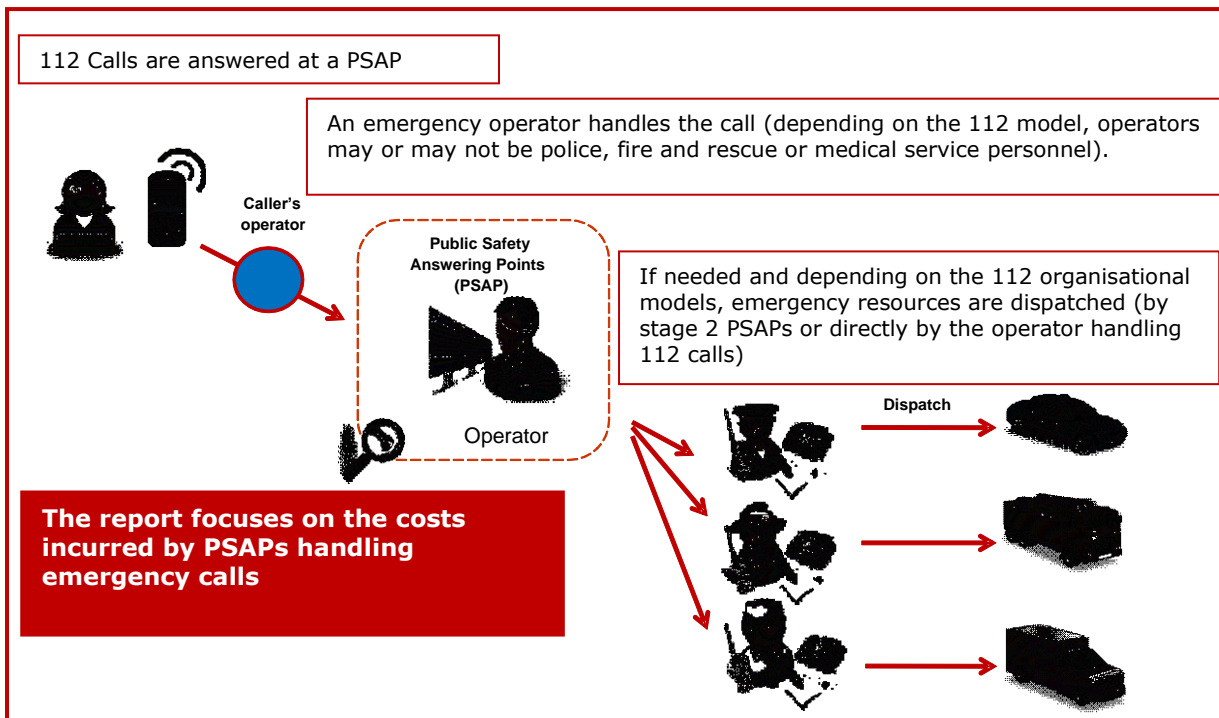 112 Calls are answered at a PSAP
An emergency operator handles the call (depending on the 112 model, operators
may or may not be police, fire and rescue or medical service personnel).
Caller's
operator
Public Safety
Answering Points
(PSAP)
Operator
If needed and depending on the 112 organisational
models, emergency resources are dispatched (by
stage 2 PSAPs or directly by the operator handling
112 calls)
Dispatch
The report focuses on the costs
incurred by PSAPs handling
emergency calls